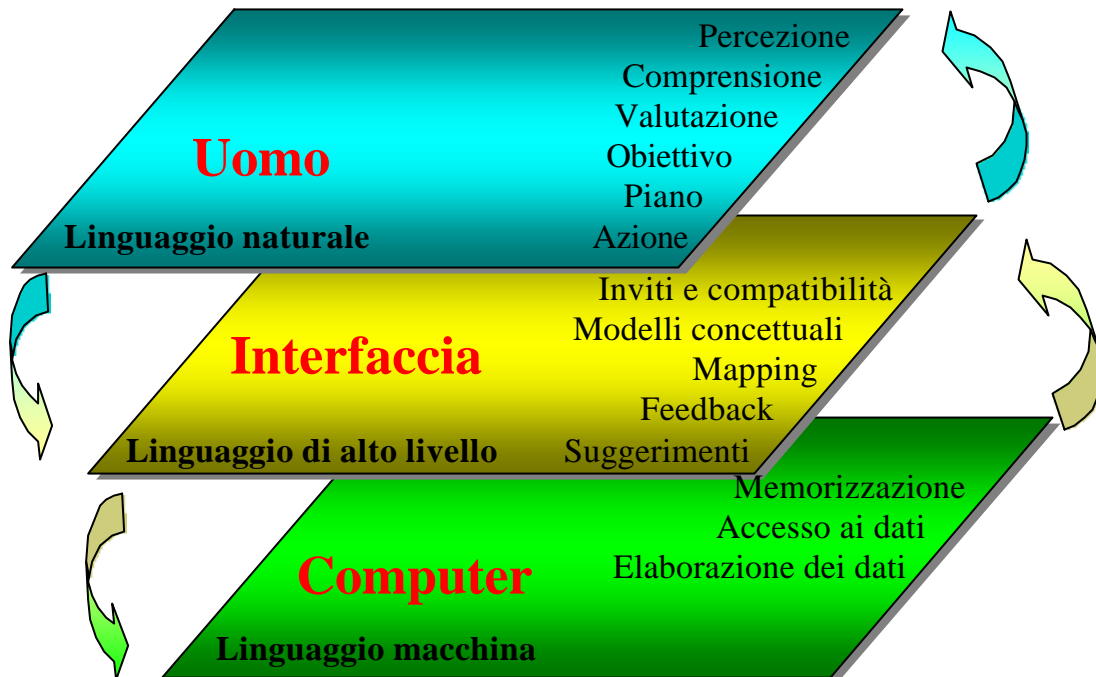 Percezione
Comprensione
Valutazione
Uomo
Obiettivo
Piano
Linguaggio naturale
Azione
Inviti e compatibilità
Modelli concettuali
Interfaccia
Mapping
Feedback
Linguaggio di alto livello
Suggerimenti
Memorizzazione
Accesso ai dati
Computer
Elaborazione dei dati
Linguaggio macchina